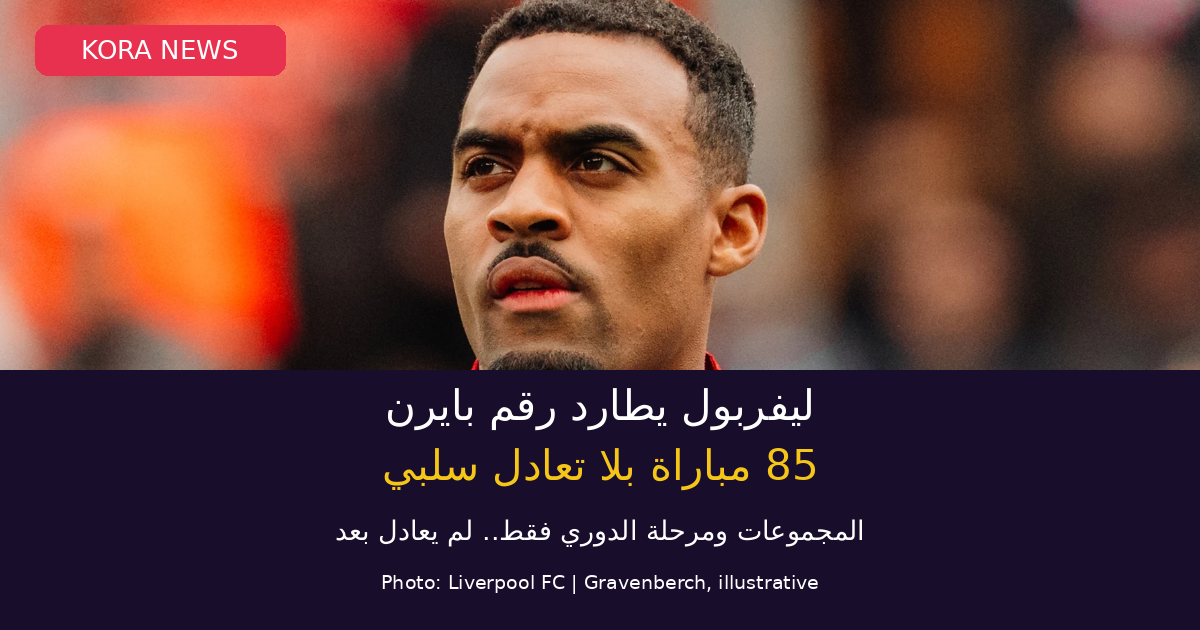 KORA NEWS
ليفربول يطارد رقم بايرن
85 مباراة بلا تعادل سلبي
المجموعات ومرحلة الدوري فقط.. لم يعادل بعد
Photo: Liverpool FC | Gravenberch, illustrative